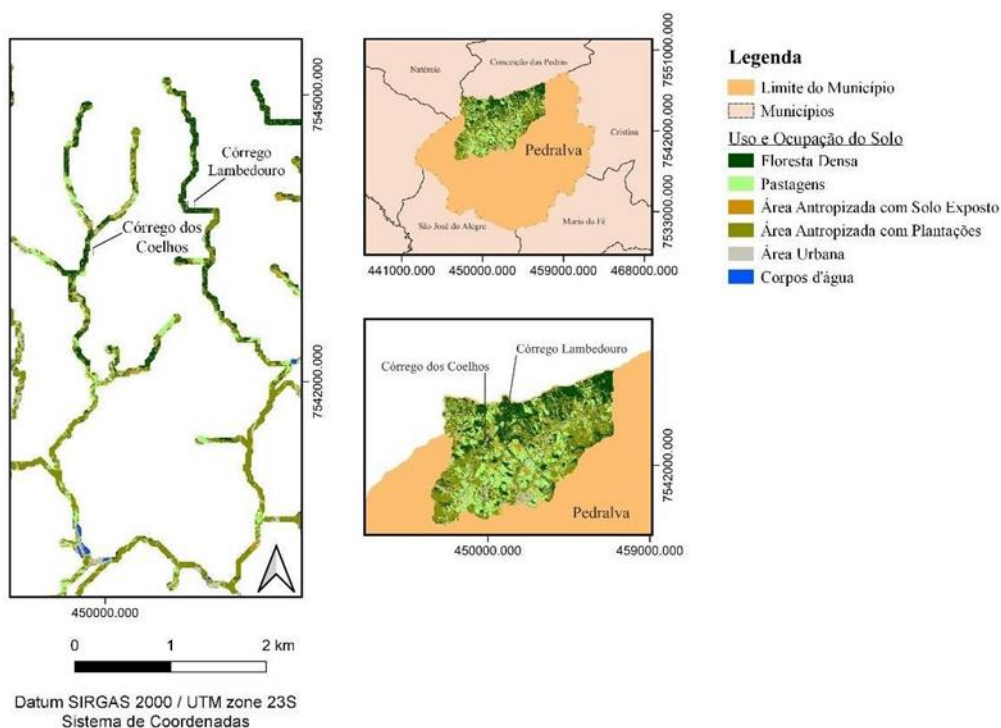 Córrego
Lambedouro
Córrego dos
Coelhos
7545000.000
7542000.000
450000.000
0 1 2 km
Datum SIRGAS 2000 / UTM zone 23S
Sistema de Coordenadas
Natércia
Conceição das Pedras
Cristina
Pedralva
São José do Alegre
Maria da Fé
7551000.000
7542000.000
7533000.000
441000.000 450000.000 459000.000 468000.000
Córrego Lambedouro
Córrego dos Coelhos
Pedralva
7542000.000
450000.000 459000.000
Legenda
Limite do Município
Municípios
Uso e Ocupação do Solo
Floresta Densa
Pastagens
Área Antropizada com Solo Exposto
Área Antropizada com Plantações
Área Urbana
Corpos d'água